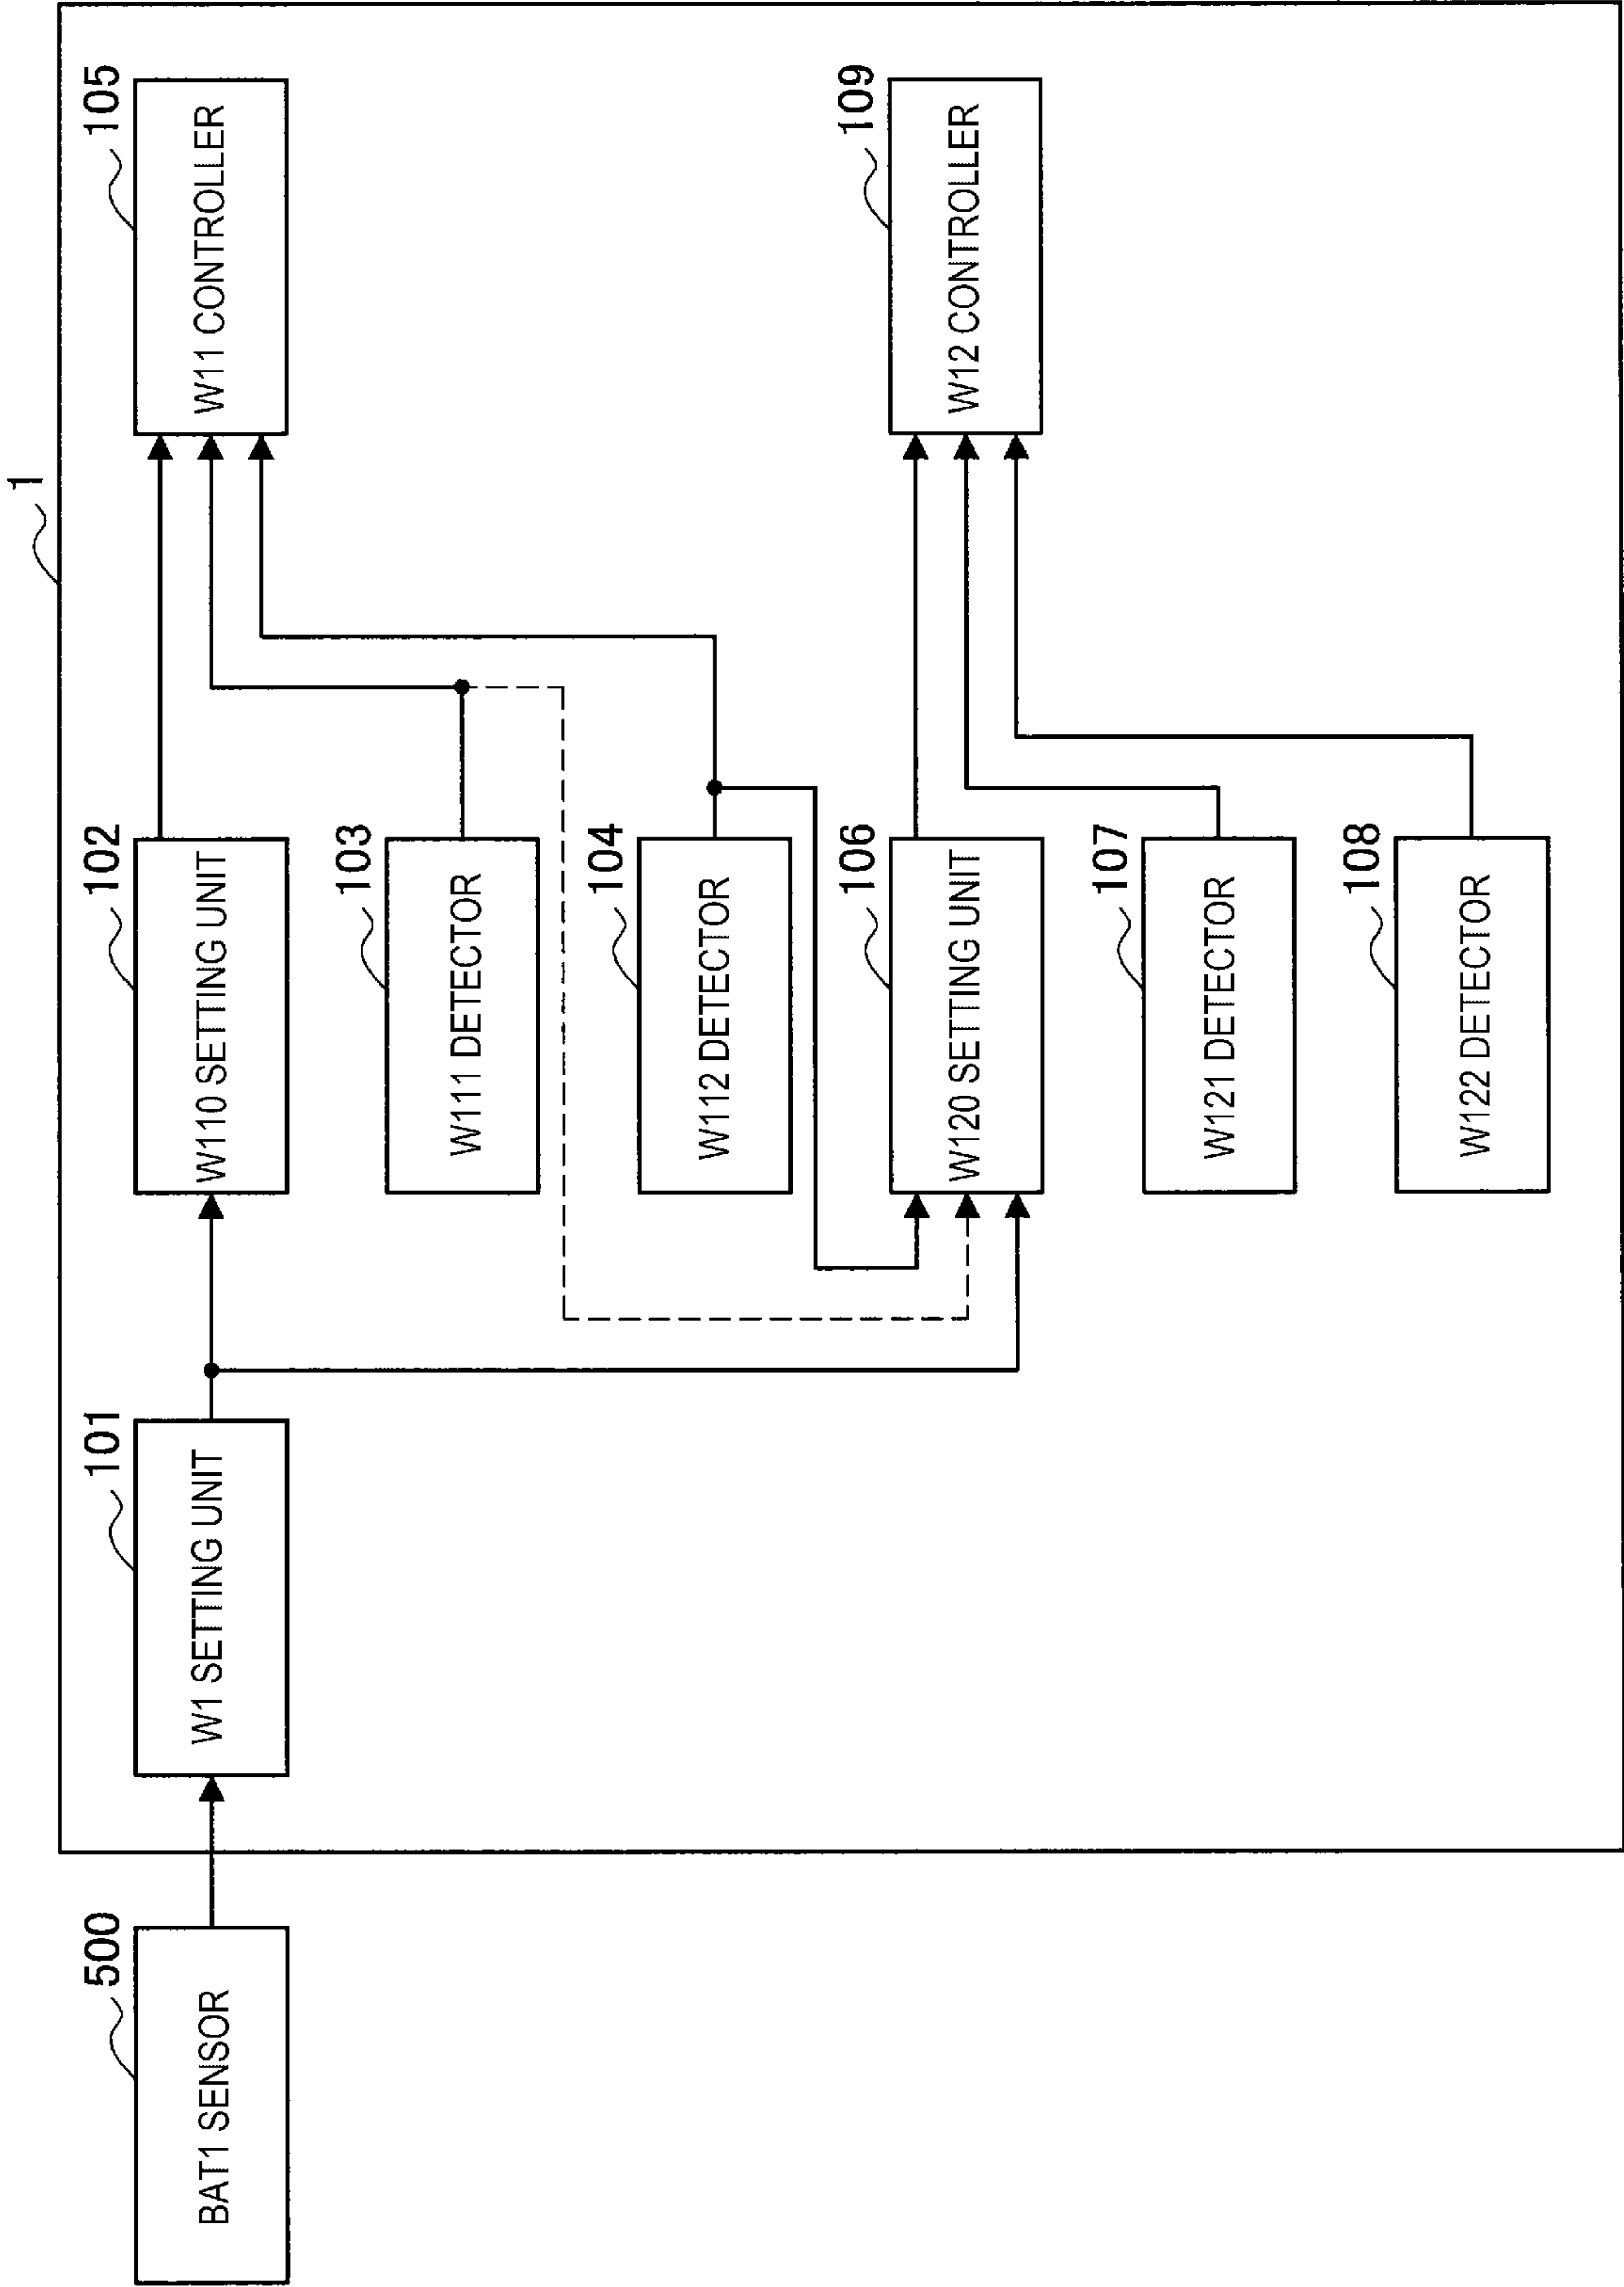 1
500
BAT1 SENSOR
101
W1 SETTING UNIT
102
W110 SETTING UNIT
105
W11 CONTROLLER
103
W111 DETECTOR
104
W112 DETECTOR
106
W120 SETTING UNIT
109
W12 CONTROLLER
107
W121 DETECTOR
108
W122 DETECTOR